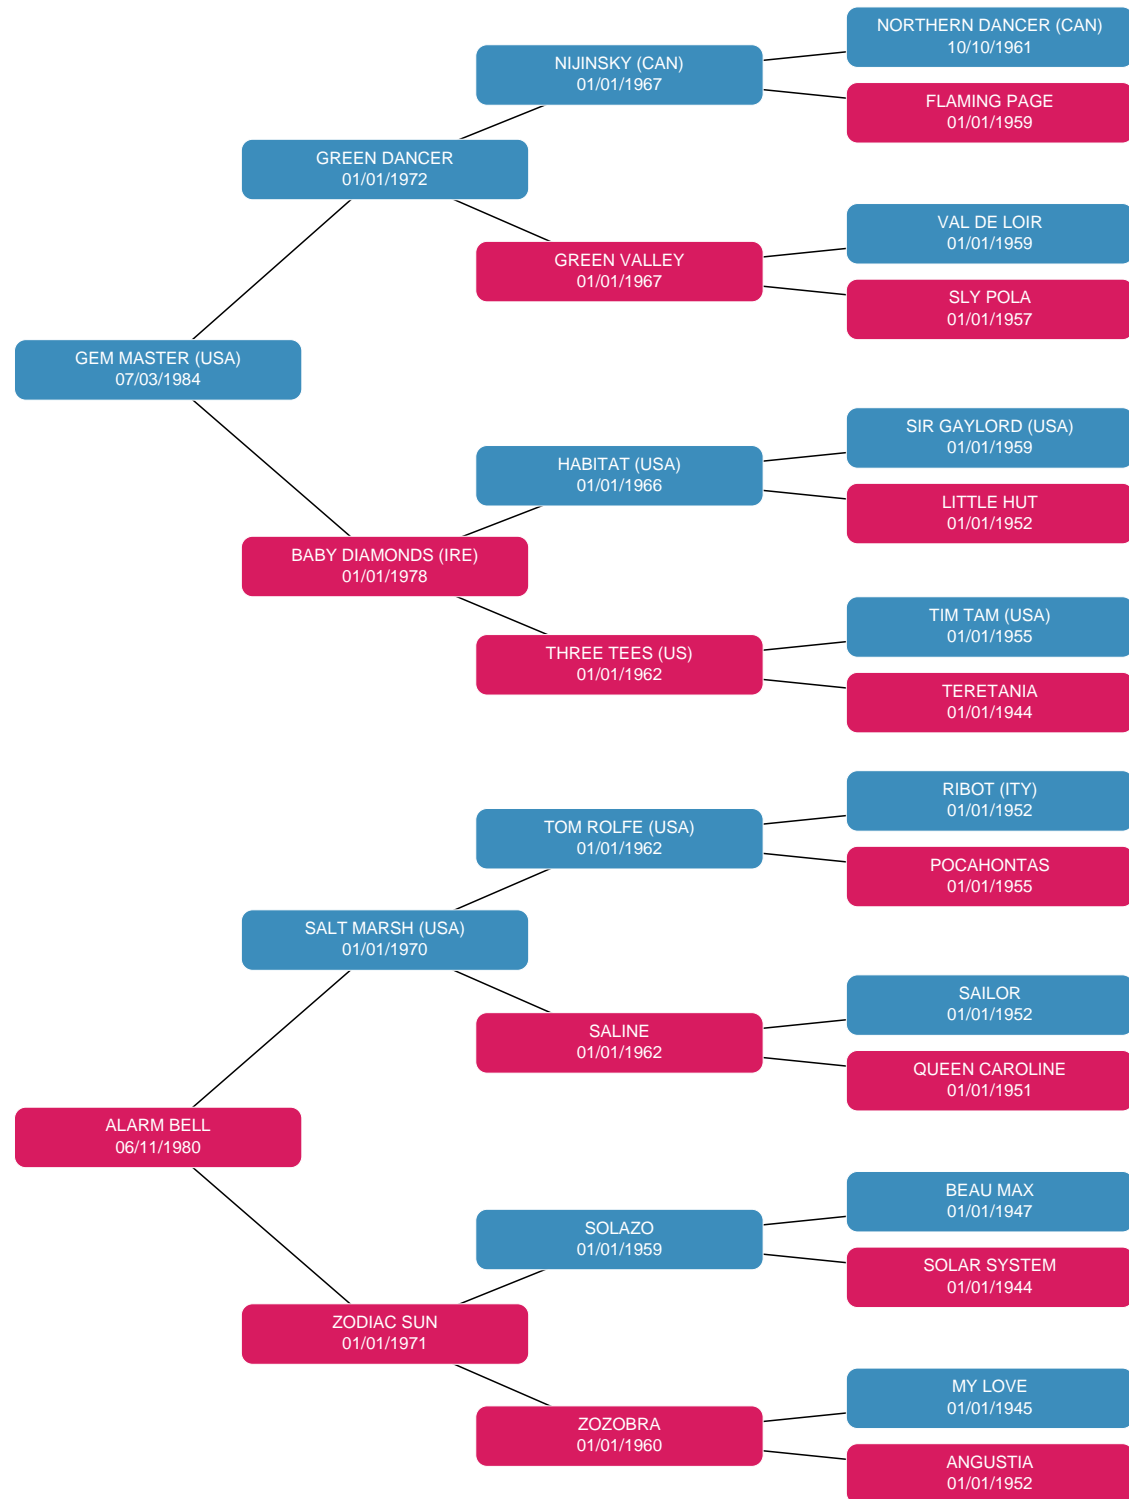 NORTHERN DANCER (CAN)
10/10/1961
NIJINSKY (CAN)
01/01/1967
FLAMING PAGE
01/01/1959
GREEN DANCER
01/01/1972
VAL DE LOIR
01/01/1959
GREEN VALLEY
01/01/1967
SLY POLA
01/01/1957
GEM MASTER (USA)
07/03/1984
SIR GAYLORD (USA)
01/01/1959
HABITAT (USA)
01/01/1966
LITTLE HUT
01/01/1952
BABY DIAMONDS (IRE)
01/01/1978
TIM TAM (USA)
01/01/1955
THREE TEES (US)
01/01/1962
TERETANIA
01/01/1944
RIBOT (ITY)
01/01/1952
TOM ROLFE (USA)
01/01/1962
POCAHONTAS
01/01/1955
SALT MARSH (USA)
01/01/1970
SAILOR
01/01/1952
SALINE
01/01/1962
QUEEN CAROLINE
01/01/1951
ALARM BELL
06/11/1980
BEAU MAX
01/01/1947
SOLAZO
01/01/1959
SOLAR SYSTEM
01/01/1944
ZODIAC SUN
01/01/1971
MY LOVE
01/01/1945
ZOZOBRA
01/01/1960
ANGUSTIA
01/01/1952